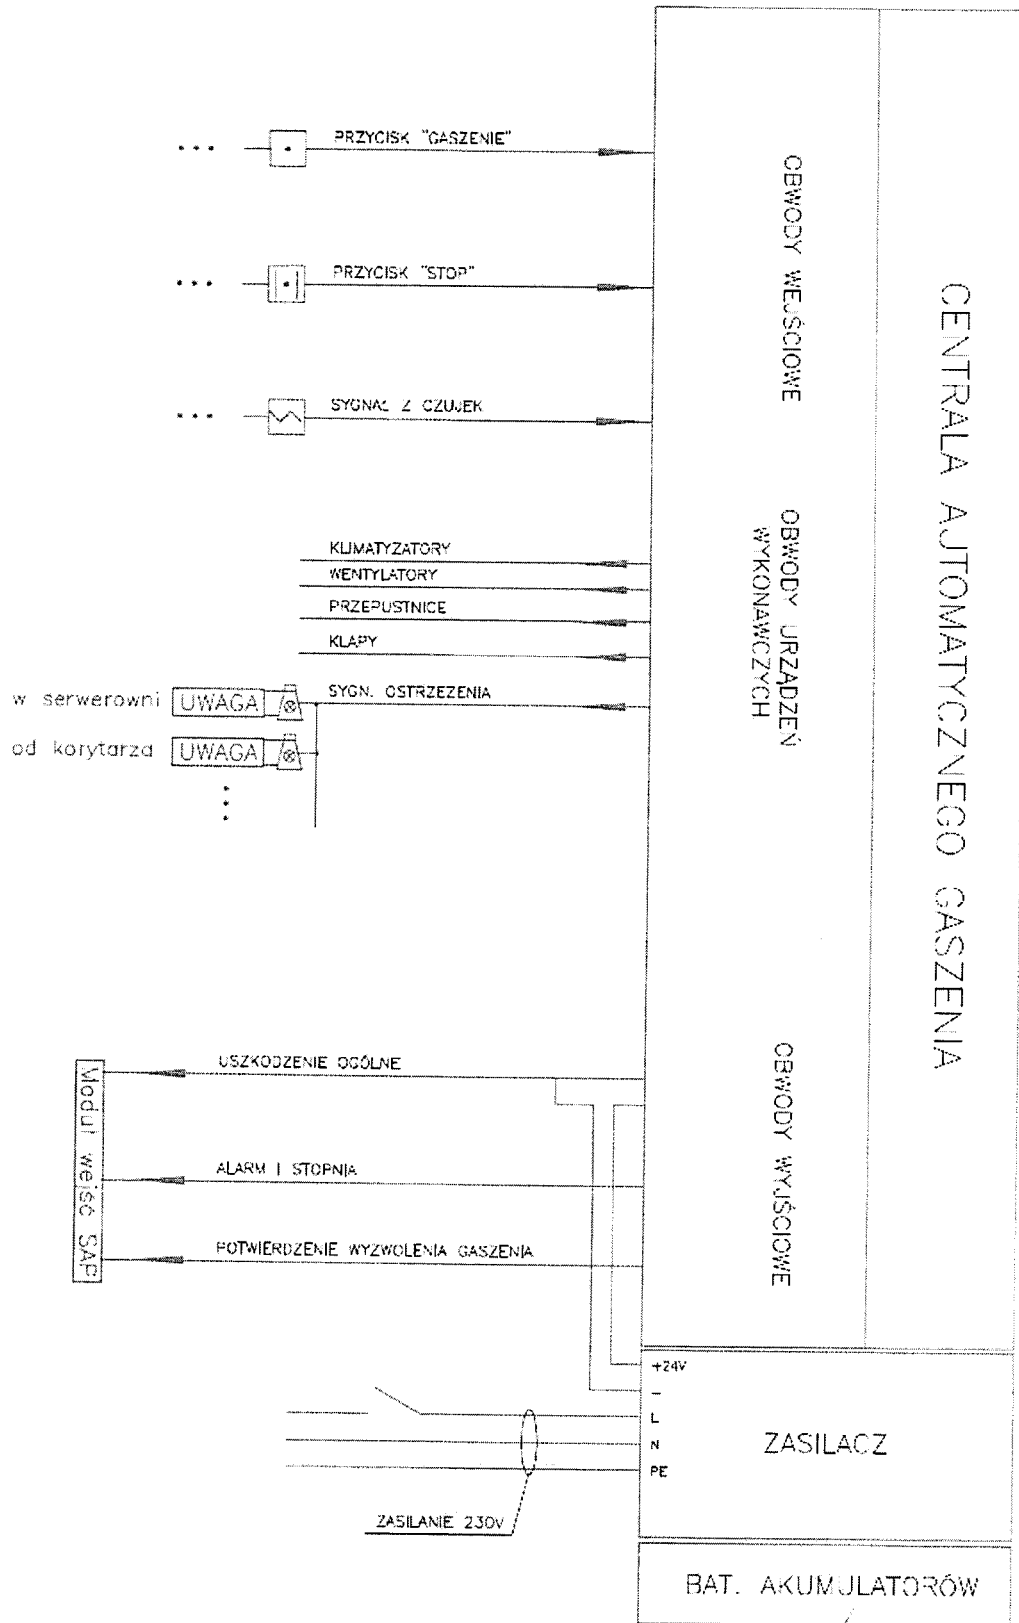 PRZYCISK "GASZENIE"
PRZYCISK "STOP"
SYGNAŁ Z CZUJEK
KLIMATYZATORY
WENTYLATORY
PRZEPUSTNICE
KLAPY
SYGN. OSTRZEZENIA
w serwerowni
UWAGA
od korytarza
UWAGA
USZKODZENIE OGÓLNE
ALARM I STOPNIA
POTWIERDZENIE WYZWOLENIA GASZENIA
Moduł wejść SAP
OBWODY WEJŚCIOWE
OBWODY URZĄDZEŃ
WYKONAWCZYCH
OBWODY WYJŚCIOWE
CENTRALA AUTOMATYCZNEGO GASZENIA
+24V
–
L
N
PE
ZASILACZ
ZASILANIE 230V
BAT. AKUMULATORÓW